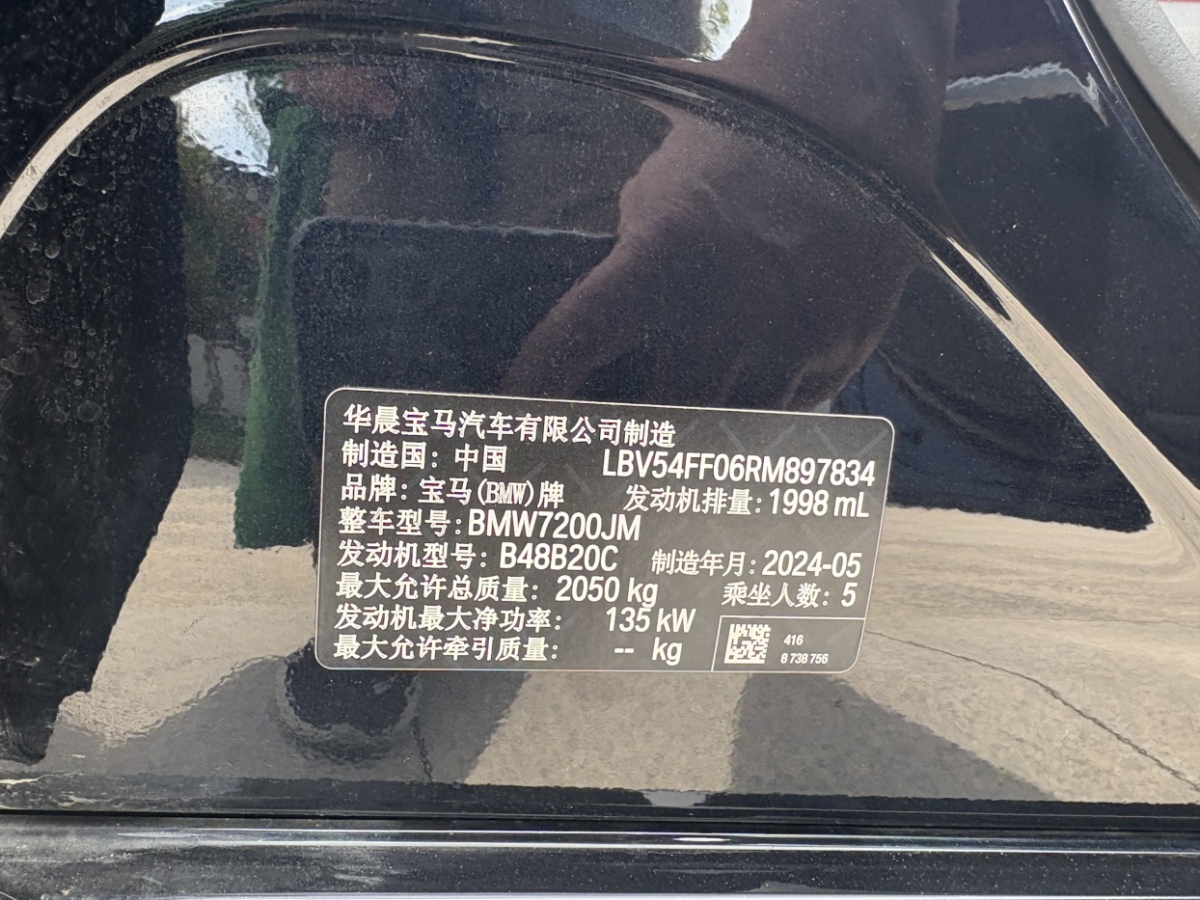 华晨宝马汽车有限公司制造
制造国：中国 LBV54FF06RM897834
品牌：宝马(BMW)牌 发动机排量：1998 mL
整车型号：BMW7200JM
发动机型号：B48B20C 制造年月：2024-05
最大允许总质量：2050 kg 乘坐人数：5
发动机最大净功率：135 kW
最大允许牵引质量：-- kg
416
8 738 756